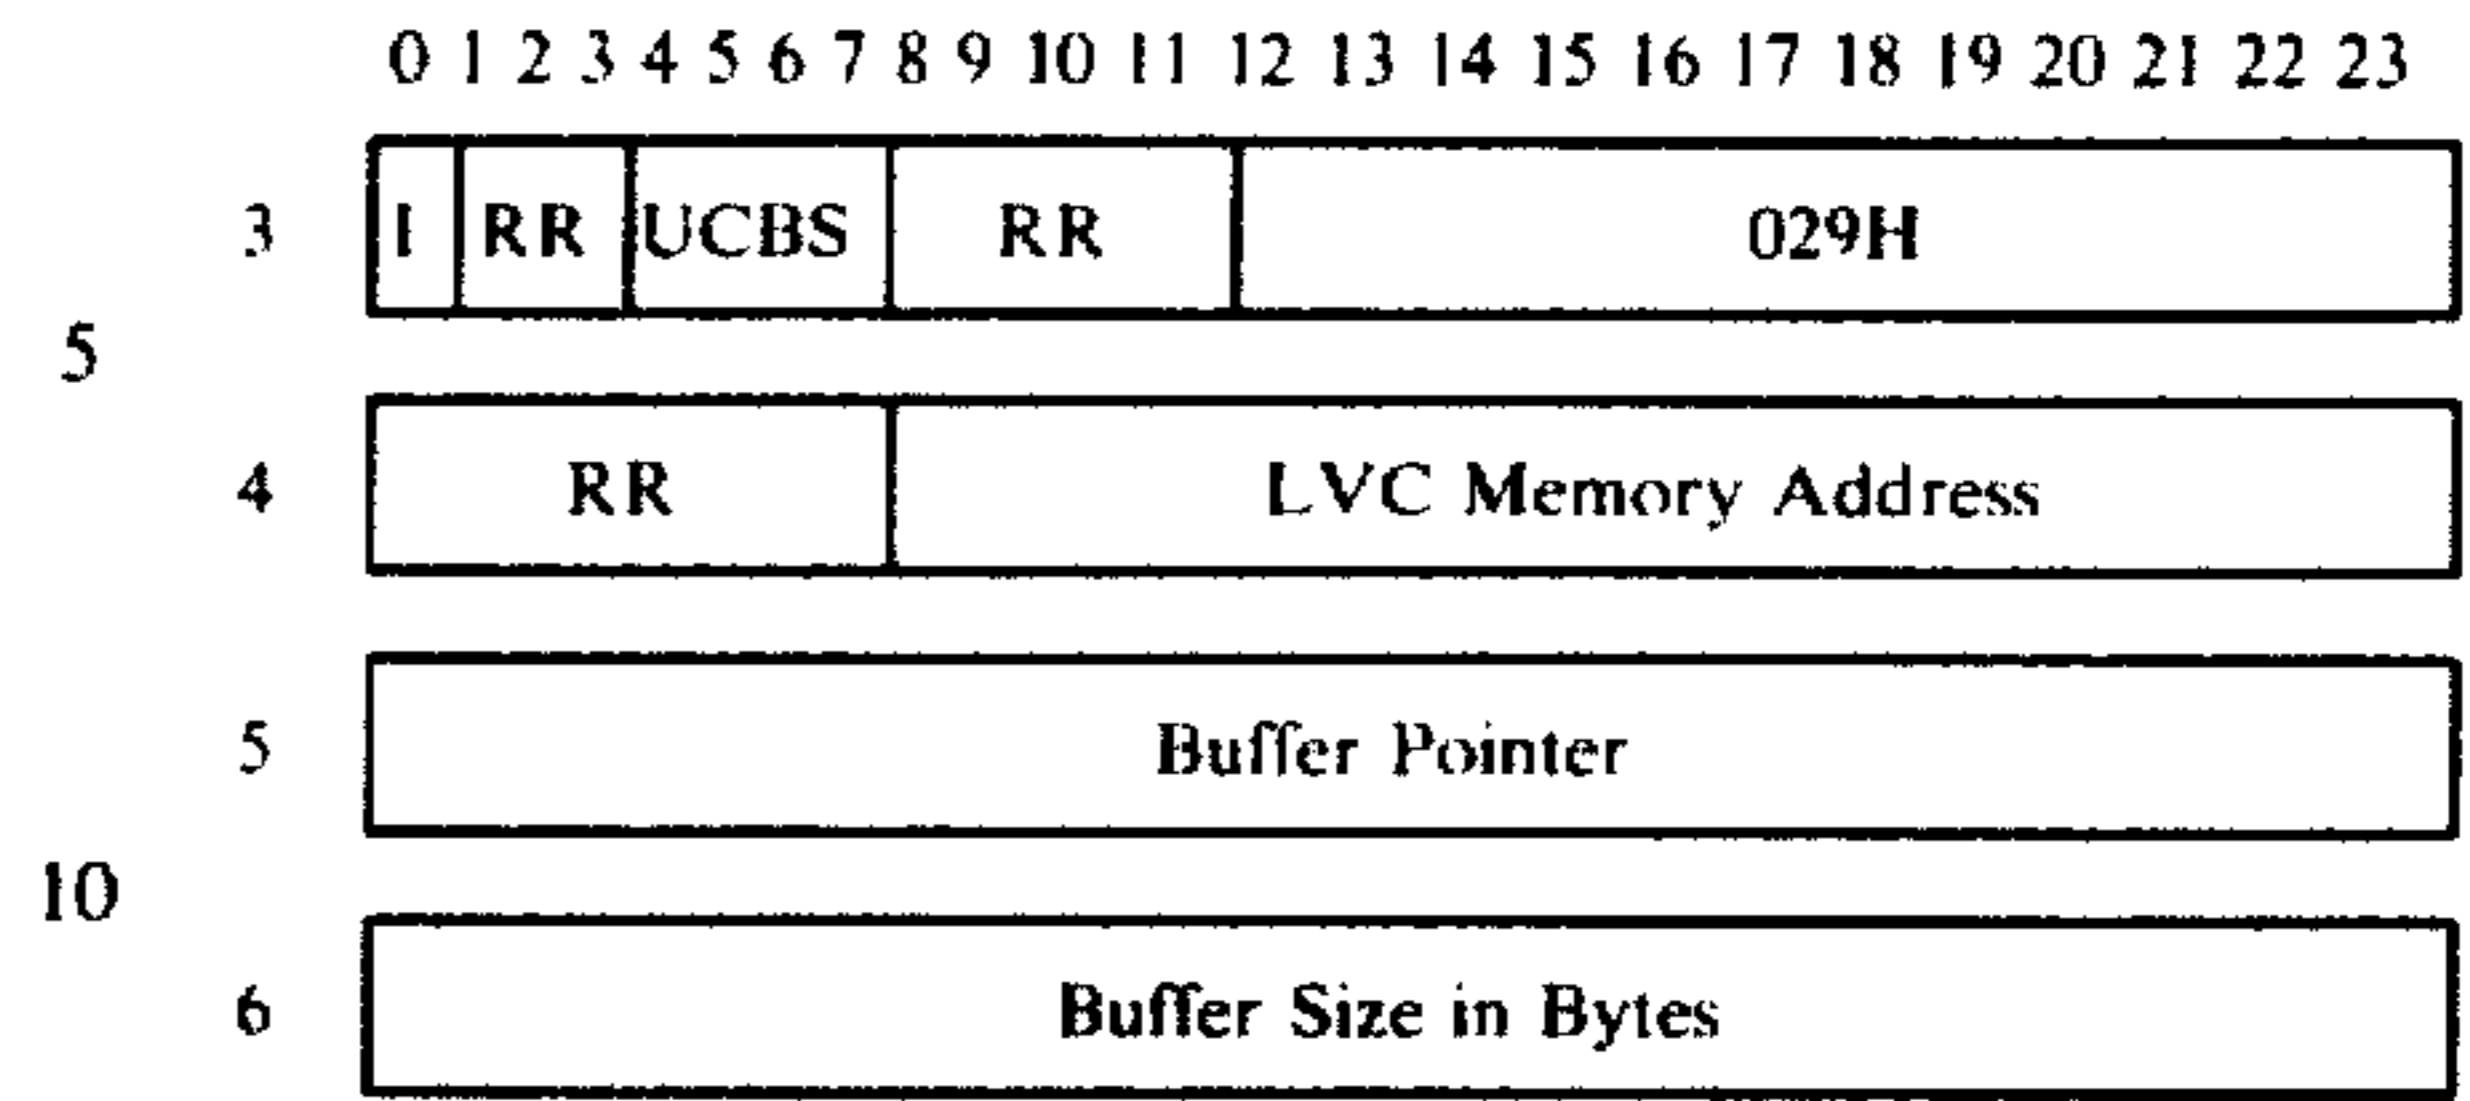 0 1 2 3 4 5 6 7 8 9 10 11 12 13 14 15 16 17 18 19 20 21 22 23
3 I RR UCBS RR 029H
5
4 RR LVC Memory Address
5 Buffer Pointer
10
6 Buffer Size in Bytes